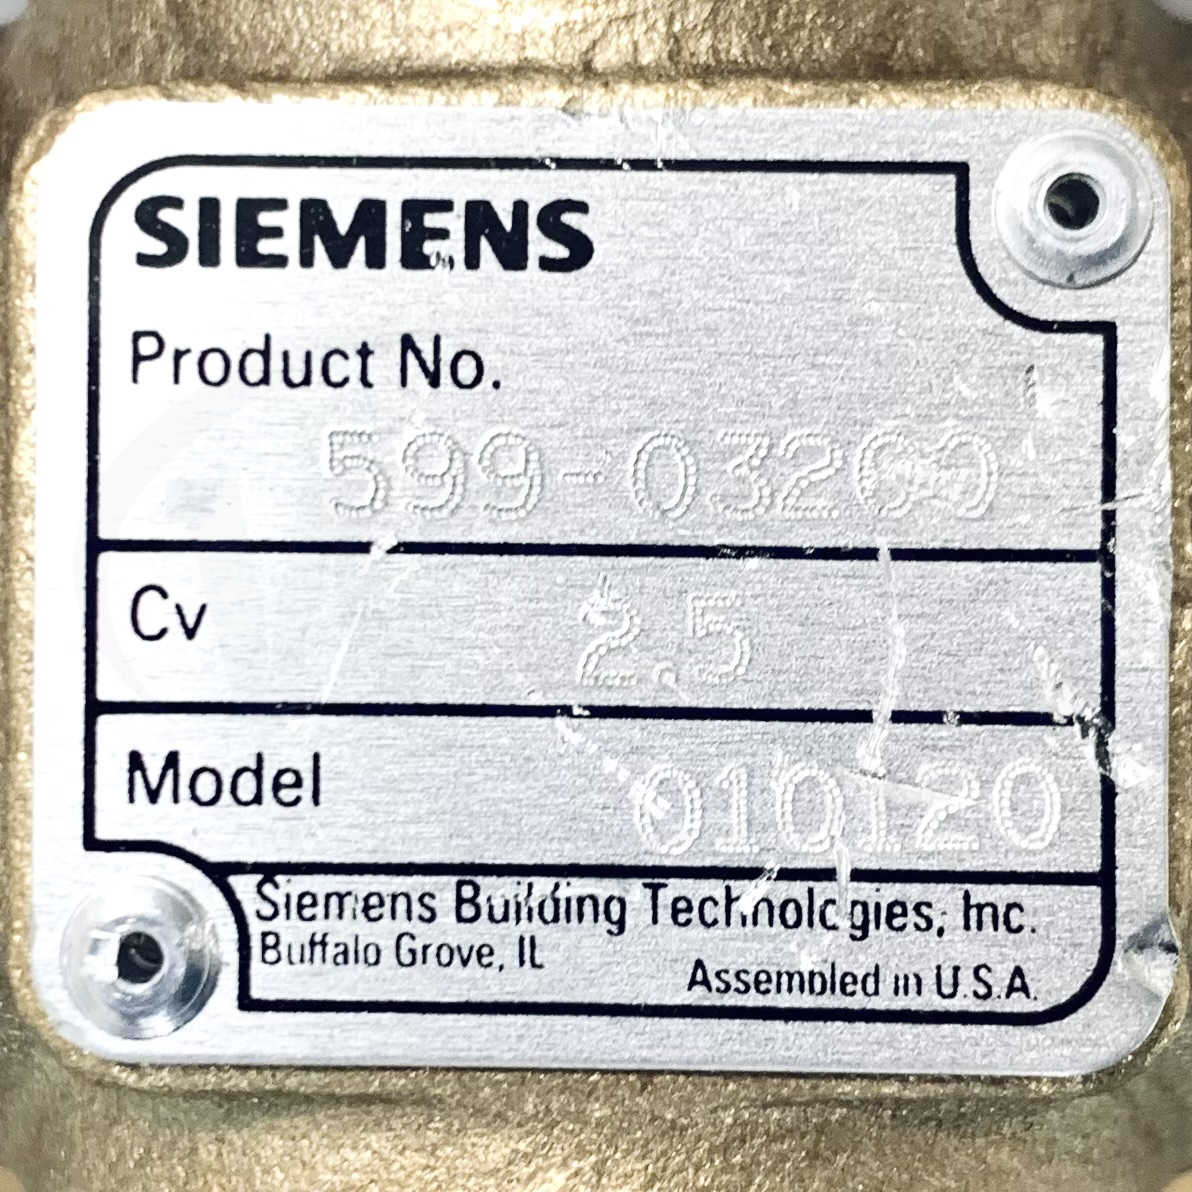 SIEMENS
Product No.
599-03200
Cv 2.5
Model 010120
Siemens Building Technologies, Inc.
Buffalo Grove, IL
Assembled in U.S.A.